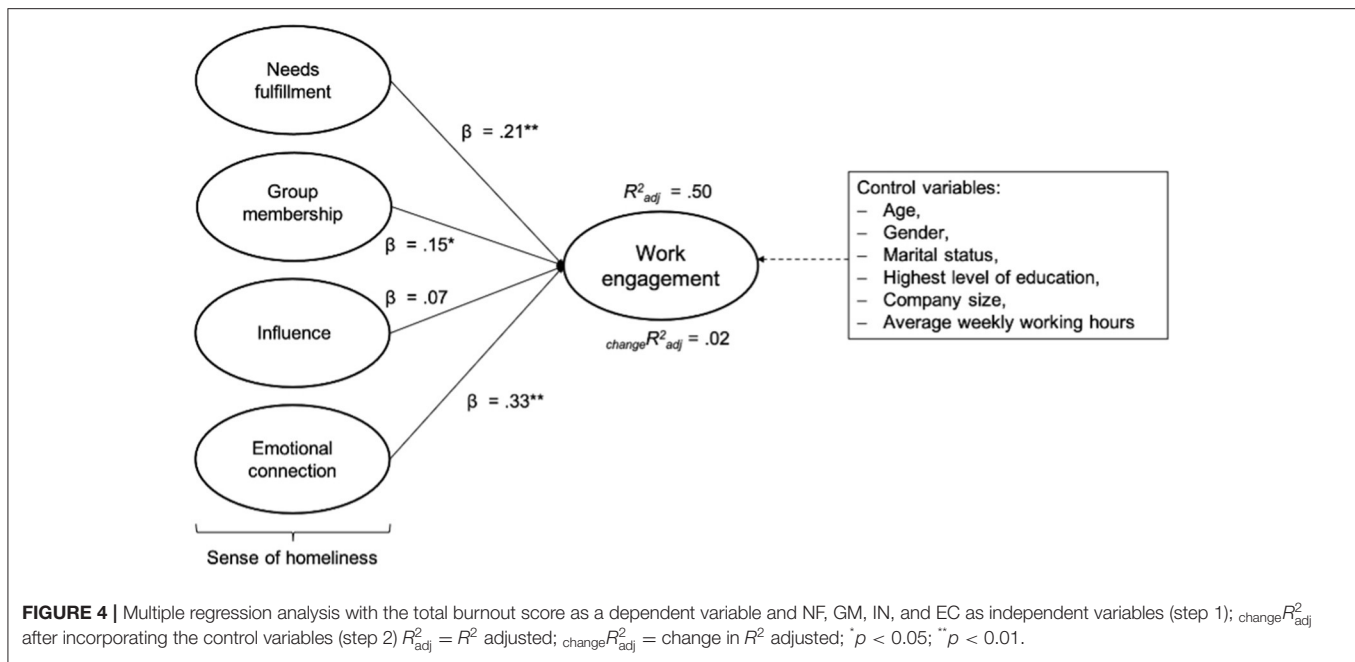 Needs
fulfillment
β = .21**
Group
membership
β = .15*
R²adj = .50
Work
engagement
changeR²adj = .02
Control variables:
– Age,
– Gender,
– Marital status,
– Highest level of education,
– Company size,
– Average weekly working hours
β = .07
Influence
β = .33**
Emotional
connection
Sense of homeliness
FIGURE 4 | Multiple regression analysis with the total burnout score as a dependent variable and NF, GM, IN, and EC as independent variables (step 1); changeR²adj
after incorporating the control variables (step 2) R²adj = R² adjusted; changeR²adj = change in R² adjusted; *p < 0.05; **p < 0.01.